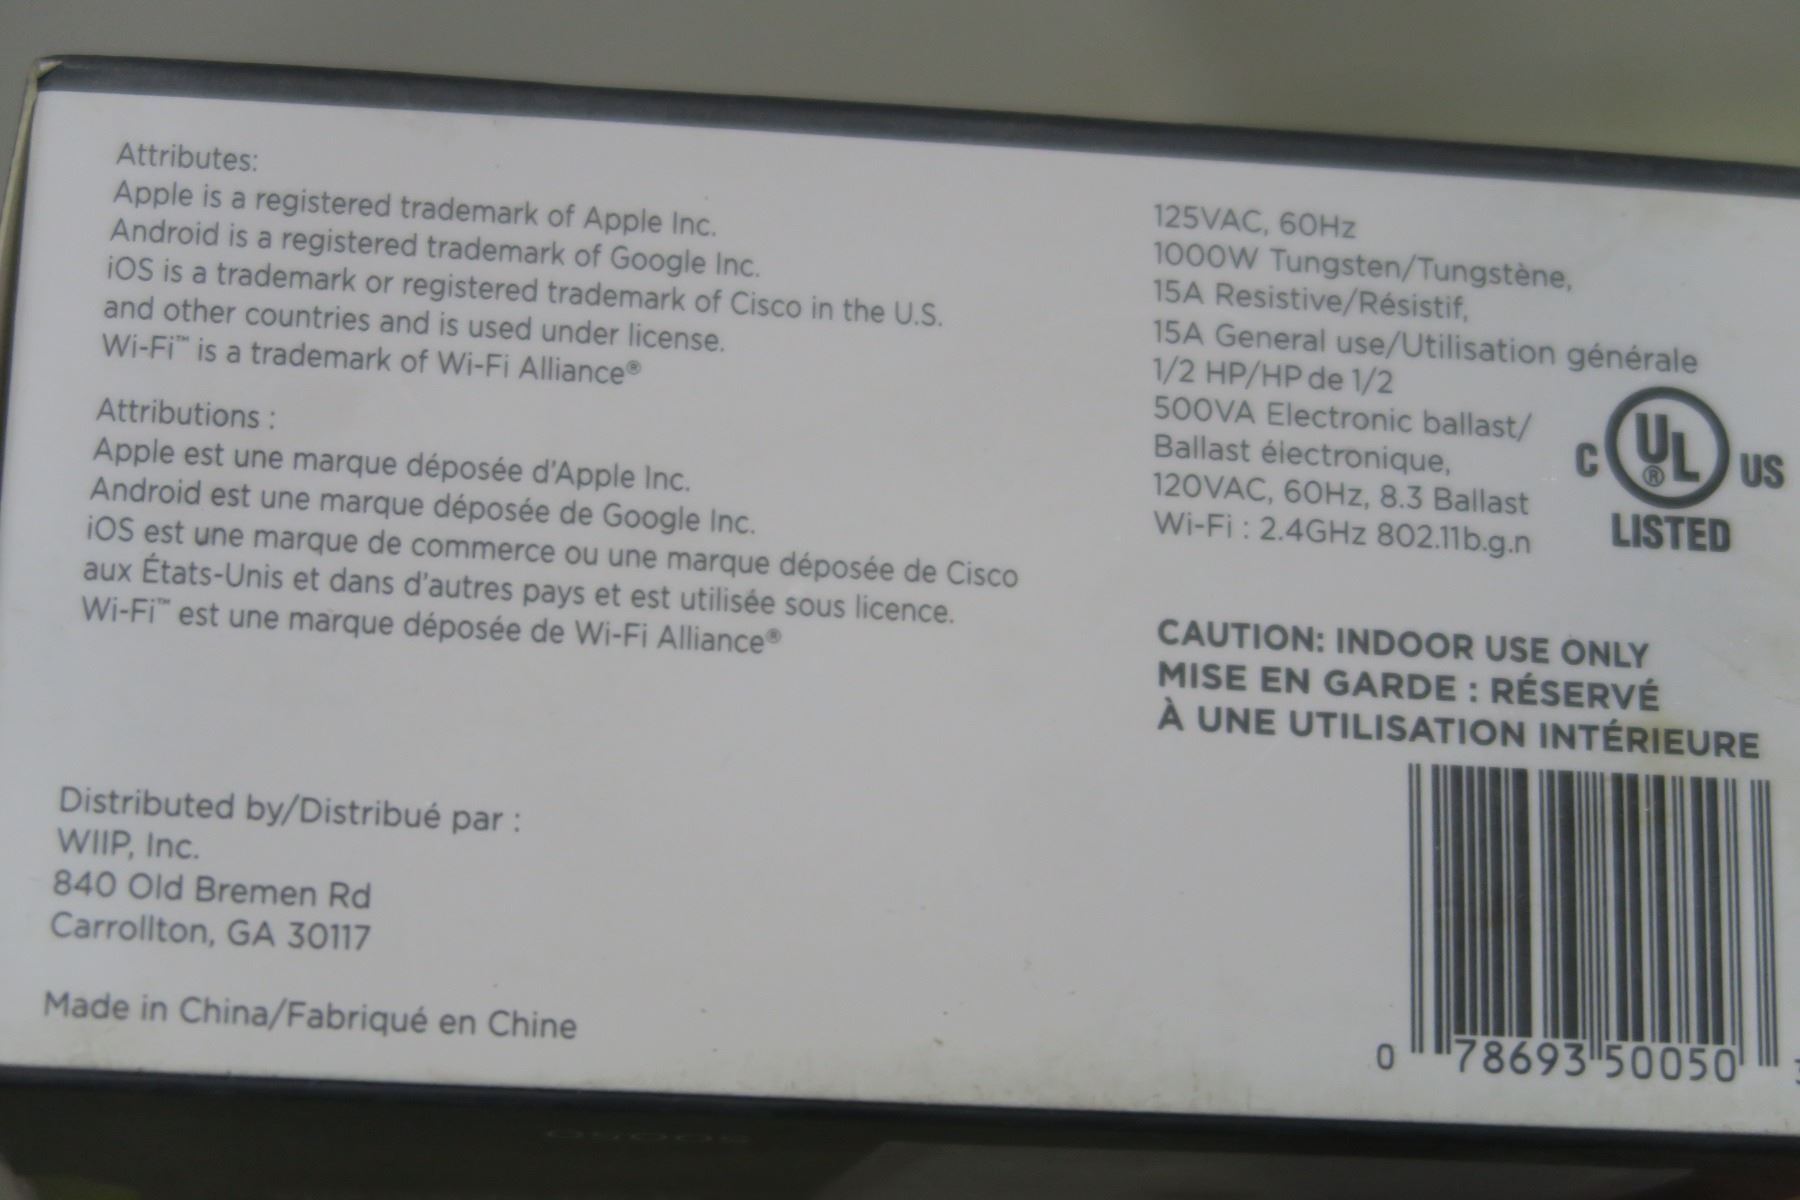 Attributes:
Apple is a registered trademark of Apple Inc.
Android is a registered trademark of Google Inc.
iOS is a trademark or registered trademark of Cisco in the U.S.
and other countries and is used under license.
Wi-Fi™ is a trademark of Wi-Fi Alliance®
Attributions :
Apple est une marque déposée d'Apple Inc.
Android est une marque déposée de Google Inc.
iOS est une marque de commerce ou une marque déposée de Cisco
aux États-Unis et dans d'autres pays et est utilisée sous licence.
Wi-Fi™ est une marque déposée de Wi-Fi Alliance®
Distributed by/Distribué par :
WIIP, Inc.
840 Old Bremen Rd
Carrollton, GA 30117
Made in China/Fabriqué en Chine
125VAC, 60Hz
1000W Tungsten/Tungstène,
15A Resistive/Résistif,
15A General use/Utilisation générale
1/2 HP/HP de 1/2
500VA Electronic ballast/
Ballast électronique,
120VAC, 60Hz, 8.3 Ballast
Wi-Fi : 2.4GHz 802.11b.g.n
C UL® US
LISTED
CAUTION: INDOOR USE ONLY
MISE EN GARDE : RÉSERVÉ
À UNE UTILISATION INTÉRIEURE
0 78693 50050